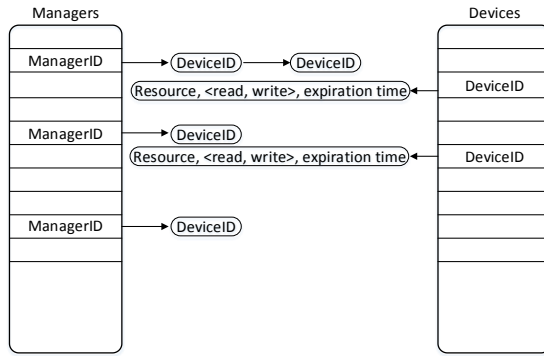 Managers
Devices
ManagerID
DeviceID
DeviceID
Resource, <read, write>, expiration time
DeviceID
ManagerID
DeviceID
Resource, <read, write>, expiration time
DeviceID
ManagerID
DeviceID